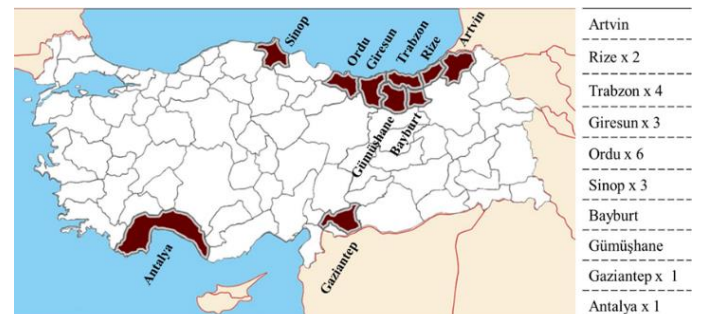 Sinop
Ordu
Giresun
Trabzon
Rize
Artvin
Gümüşhane
Bayburt
Antalya
Gaziantep
Artvin
Rize x 2
Trabzon x 4
Giresun x 3
Ordu x 6
Sinop x 3
Bayburt
Gümüşhane
Gaziantep x 1
Antalya x 1